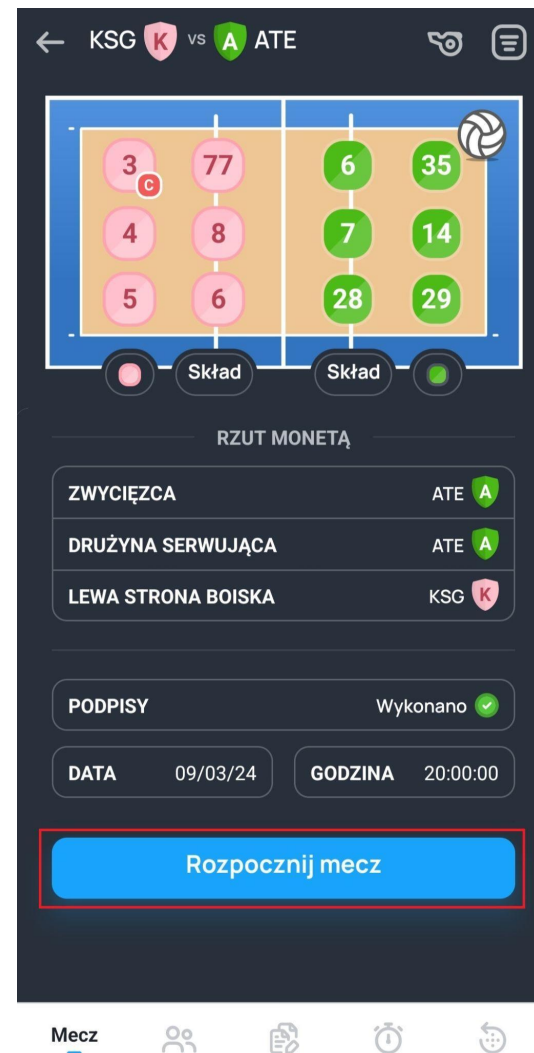 KSG K vs A ATE
3 77 6 35
C
4 8 7 14
5 6 28 29
Skład Skład
RZUT MONETĄ
ZWYCIĘZCA ATE A
DRUŻYNA SERWUJĄCA ATE A
LEWA STRONA BOISKA KSG K
PODPISY Wykonano
DATA 09/03/24 GODZINA 20:00:00
Rozpocznij mecz
Mecz